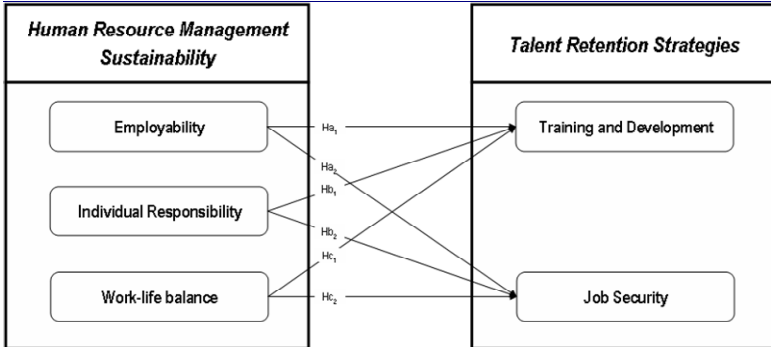 Human Resource Management
Sustainability
Talent Retention Strategies
Employability
Individual Responsibility
Work-life balance
Ha₁
Ha₂
Hb₁
Hb₂
Hc₁
Hc₂
Training and Development
Job Security